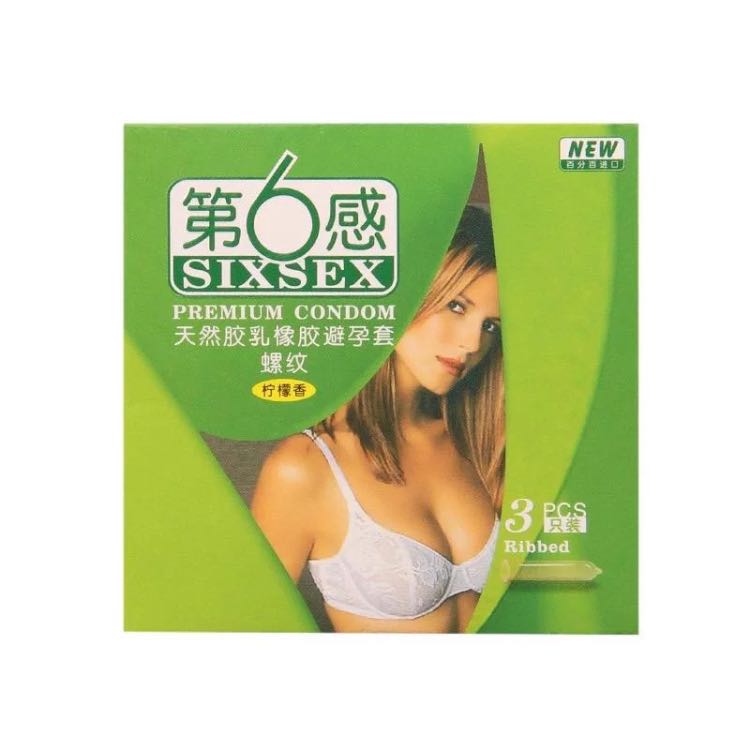 第6感
SIXSEX
PREMIUM CONDOM
天然胶乳橡胶避孕套
螺纹
柠檬香
NEW
百分百进口
3 PCS
只装
Ribbed